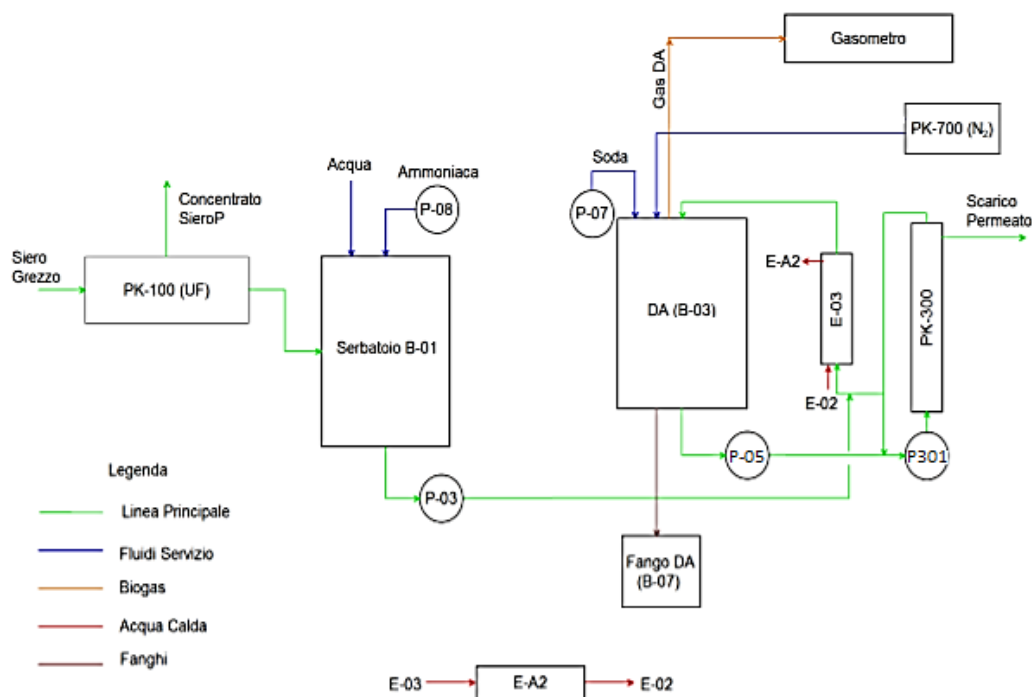 Gasometro
Gas DA
PK-700 (N₂)
Soda
P-07
Acqua
Ammoniaca
P-08
Concentrato
SieroP
Scarico
Permeato
Siero
Grezzo
PK-100 (UF)
Serbatoio B-01
DA (B-03)
E-A2
E-03
PK-300
E-02
P-05
P301
P-03
Legenda
Linea Principale
Fluidi Servizio
Biogas
Acqua Calda
Fanghi
Fango DA
(B-07)
E-03
E-A2
E-02